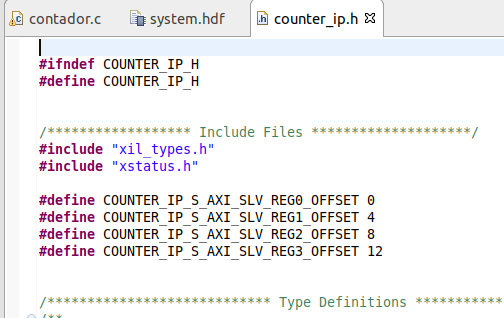 contador.c system.hdf counter_ip.h
#ifndef COUNTER_IP_H
#define COUNTER_IP_H
/****************** Include Files ********************/
#include "xil_types.h"
#include "xstatus.h"
#define COUNTER_IP_S_AXI_SLV_REG0_OFFSET 0
#define COUNTER_IP_S_AXI_SLV_REG1_OFFSET 4
#define COUNTER_IP_S_AXI_SLV_REG2_OFFSET 8
#define COUNTER_IP_S_AXI_SLV_REG3_OFFSET 12
/**************************** Type Definitions ***********
/**